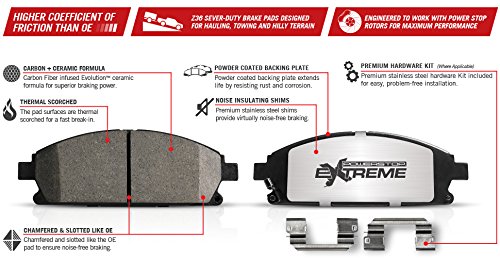 HIGHER COEFFICIENT OF
FRICTION THAN OE
Z36 SEVER-DUTY BRAKE PADS DESIGNED
FOR HAULING, TOWING AND HILLY TERRAIN
ENGINEERED TO WORK WITH POWER STOP
ROTORS FOR MAXIMUM PERFORMANCE
CARBON + CERAMIC FORMULA
Carbon Fiber infused Evolution™ ceramic
formula for superior braking power.
THERMAL SCORCHED
The pad surfaces are thermal
scorched for a fast break-in.
POWDER COATED BACKING PLATE
Powder coated backing plate extends
life by resisting rust and corrosion.
NOISE INSULATING SHIMS
Premium stainless steel shims
provide virtually noise-free braking.
PREMIUM HARDWARE KIT (Where Applicable)
Premium stainless steel hardware Kit included
for easy, problem-free installation.
POWERSTOP
EXTREME
CHAMFERED & SLOTTED LIKE OE
Chamfered and slotted like the OE
pad to ensure noise-free braking.